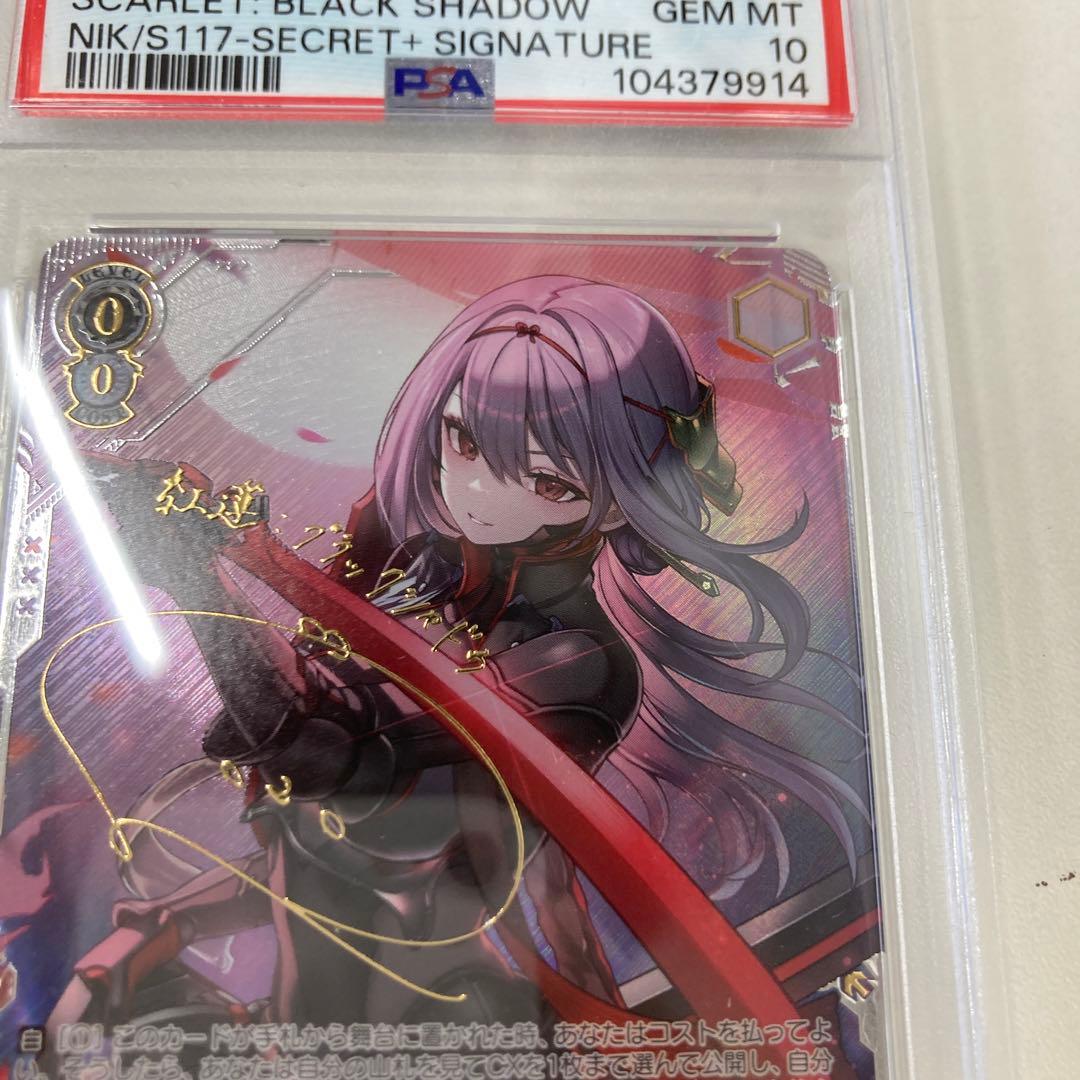 SCARLET: BLACK SHADOW GEM MT
NIK/S117-SECRET+ SIGNATURE 10
PSA 104379914
LEVEL
0
0
COST
紅蓮:ブラックシャドウ
自 【①】 このカードが手札から舞台に置かれた時、あなたはコストを払ってよ
い。そうしたら、あなたは自分の山札を見てCXを1枚まで選んで公開し、自分